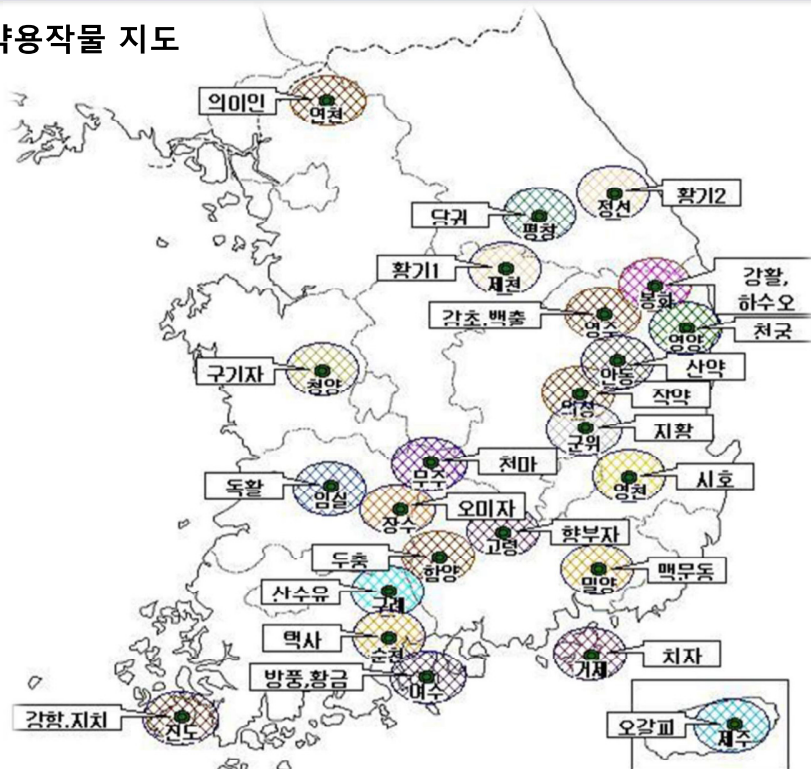 약용작물 지도
의이인
연천
황기2
정선
당귀
평창
황기1
제천
강활,
하수오
봉화
감초,백출
영주
천궁
영양
산약
안동
구기자
청양
작약
의성
지황
군위
천마
무주
시호
영천
독활
임실
오미자
장수
향부자
고령
두충
함양
맥문동
밀양
산수유
구례
택사
순천
치자
거제
방풍,황금
여수
강황,지치
진도
오갈피
제주